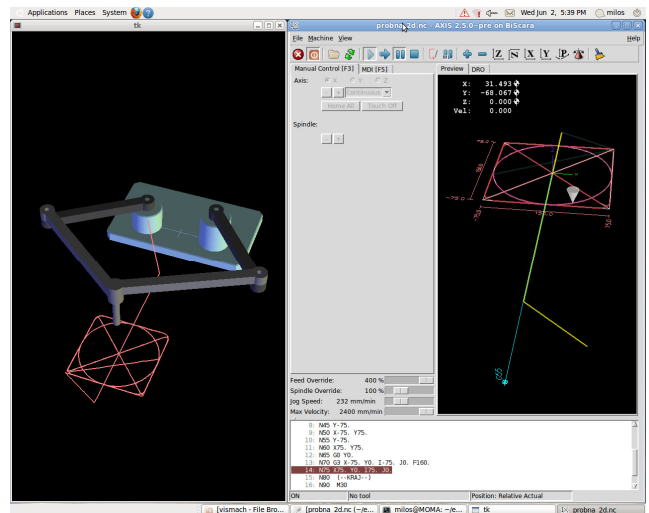 Applications Places System
Wed Jun 2, 5:39 PM milos
tk
probna_2d.nc - AXIS 2.5.0~pre on BiScara
File Machine View
Help
Z N X Y P
Manual Control [F3] MDI [F5]
Preview DRO
Axis: X Y Z
- + Continuous
Home All Touch Off
Spindle:
- +
X: 31.493
Y: -68.067
Z: 0.000
Vel: 0.000
Feed Override: 400 %
Spindle Override: 100 %
Jog Speed: 232 mm/min
Max Velocity: 2400 mm/min
8: N45 Y-75.
9: N50 X-75. Y75.
10: N55 Y-75.
11: N60 X75. Y75.
12: N65 G0 Y0.
13: N70 G3 X-75. Y0. I-75. J0. F160.
14: N75 X75. Y0. I75. J0.
15: N80 (--KRAJ--)
16: N90 M30
ON No tool Position: Relative Actual
[vismach - File Bro... [probna_2d.nc (~/e... milos@MOMA: ~/e... tk probna_2d.nc